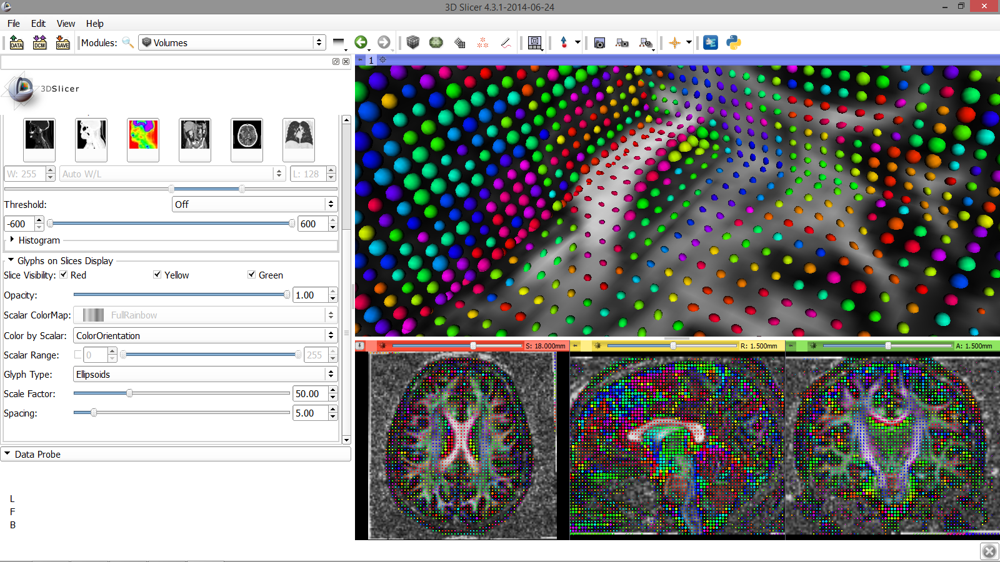 3D Slicer 4.3.1-2014-06-24
File Edit View Help
DATA DCM SAVE Modules: Volumes
1
3DSlicer
W: 255 Auto W/L L: 128
Threshold: Off
-600 600
Histogram
Glyphs on Slices Display
Slice Visibility: Red Yellow Green
Opacity: 1.00
Scalar ColorMap: FullRainbow
Color by Scalar: ColorOrientation
Scalar Range: 0 255
Glyph Type: Ellipsoids
Scale Factor: 50.00
Spacing: 5.00
Data Probe
L
F
B
S: 18.000mm R: 1.500mm A: 1.500mm